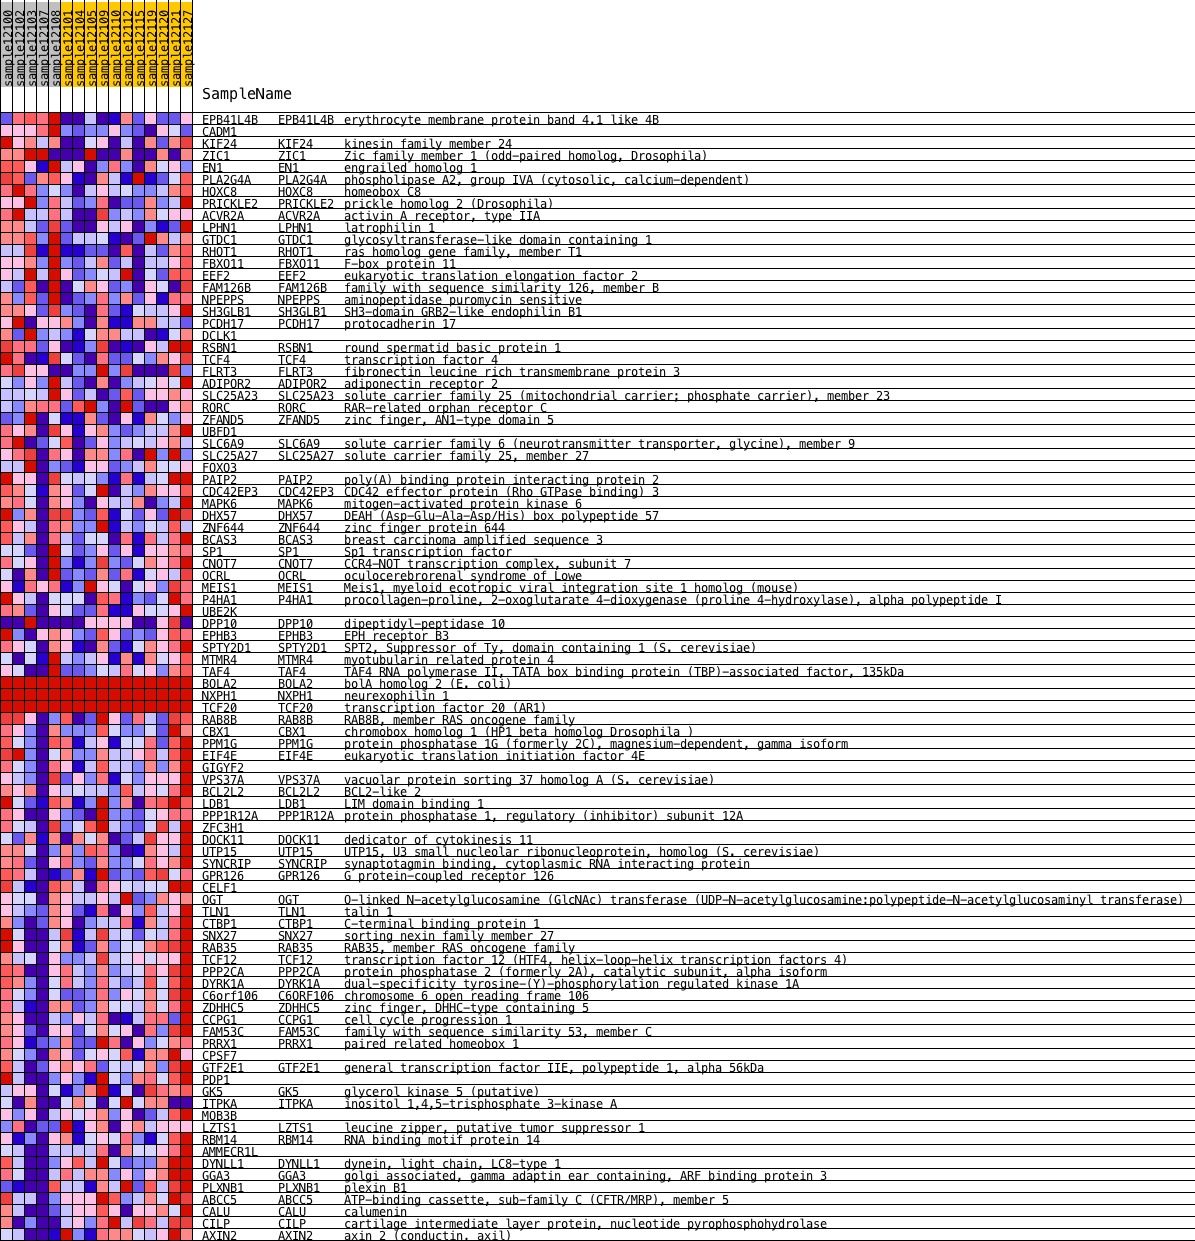 sample12100
sample12102
sample12103
sample12107
sample12108
sample12101
sample12104
sample12105
sample12109
sample12110
sample12112
sample12115
sample12119
sample12120
sample12121
sample12127
SampleName
EPB41L4B EPB41L4B erythrocyte membrane protein band 4.1 like 4B
CADM1
KIF24 KIF24 kinesin family member 24
ZIC1 ZIC1 Zic family member 1 (odd-paired homolog, Drosophila)
EN1 EN1 engrailed homolog 1
PLA2G4A PLA2G4A phospholipase A2, group IVA (cytosolic, calcium-dependent)
HOXC8 HOXC8 homeobox C8
PRICKLE2 PRICKLE2 prickle homolog 2 (Drosophila)
ACVR2A ACVR2A activin A receptor, type IIA
LPHN1 LPHN1 latrophilin 1
GTDC1 GTDC1 glycosyltransferase-like domain containing 1
RHOT1 RHOT1 ras homolog gene family, member T1
FBXO11 FBXO11 F-box protein 11
EEF2 EEF2 eukaryotic translation elongation factor 2
FAM126B FAM126B family with sequence similarity 126, member B
NPEPPS NPEPPS aminopeptidase puromycin sensitive
SH3GLB1 SH3GLB1 SH3-domain GRB2-like endophilin B1
PCDH17 PCDH17 protocadherin 17
DCLK1
RSBN1 RSBN1 round spermatid basic protein 1
TCF4 TCF4 transcription factor 4
FLRT3 FLRT3 fibronectin leucine rich transmembrane protein 3
ADIPOR2 ADIPOR2 adiponectin receptor 2
SLC25A23 SLC25A23 solute carrier family 25 (mitochondrial carrier; phosphate carrier), member 23
RORC RORC RAR-related orphan receptor C
ZFAND5 ZFAND5 zinc finger, AN1-type domain 5
UBFD1
SLC6A9 SLC6A9 solute carrier family 6 (neurotransmitter transporter, glycine), member 9
SLC25A27 SLC25A27 solute carrier family 25, member 27
FOXO3
PAIP2 PAIP2 poly(A) binding protein interacting protein 2
CDC42EP3 CDC42EP3 CDC42 effector protein (Rho GTPase binding) 3
MAPK6 MAPK6 mitogen-activated protein kinase 6
DHX57 DHX57 DEAH (Asp-Glu-Ala-Asp/His) box polypeptide 57
ZNF644 ZNF644 zinc finger protein 644
BCAS3 BCAS3 breast carcinoma amplified sequence 3
SP1 SP1 Sp1 transcription factor
CNOT7 CNOT7 CCR4-NOT transcription complex, subunit 7
OCRL OCRL oculocerebrorenal syndrome of Lowe
MEIS1 MEIS1 Meis1, myeloid ecotropic viral integration site 1 homolog (mouse)
P4HA1 P4HA1 procollagen-proline, 2-oxoglutarate 4-dioxygenase (proline 4-hydroxylase), alpha polypeptide I
UBE2K
DPP10 DPP10 dipeptidyl-peptidase 10
EPHB3 EPHB3 EPH receptor B3
SPTY2D1 SPTY2D1 SPT2, Suppressor of Ty, domain containing 1 (S. cerevisiae)
MTMR4 MTMR4 myotubularin related protein 4
TAF4 TAF4 TAF4 RNA polymerase II, TATA box binding protein (TBP)-associated factor, 135kDa
BOLA2 BOLA2 bolA homolog 2 (E. coli)
NXPH1 NXPH1 neurexophilin 1
TCF20 TCF20 transcription factor 20 (AR1)
RAB8B RAB8B RAB8B, member RAS oncogene family
CBX1 CBX1 chromobox homolog 1 (HP1 beta homolog Drosophila )
PPM1G PPM1G protein phosphatase 1G (formerly 2C), magnesium-dependent, gamma isoform
EIF4E EIF4E eukaryotic translation initiation factor 4E
GIGYF2
VPS37A VPS37A vacuolar protein sorting 37 homolog A (S. cerevisiae)
BCL2L2 BCL2L2 BCL2-like 2
LDB1 LDB1 LIM domain binding 1
PPP1R12A PPP1R12A protein phosphatase 1, regulatory (inhibitor) subunit 12A
ZFC3H1
DOCK11 DOCK11 dedicator of cytokinesis 11
UTP15 UTP15 UTP15, U3 small nucleolar ribonucleoprotein, homolog (S. cerevisiae)
SYNCRIP SYNCRIP synaptotagmin binding, cytoplasmic RNA interacting protein
GPR126 GPR126 G protein-coupled receptor 126
CELF1
OGT OGT O-linked N-acetylglucosamine (GlcNAc) transferase (UDP-N-acetylglucosamine:polypeptide-N-acetylglucosaminyl transferase)
TLN1 TLN1 talin 1
CTBP1 CTBP1 C-terminal binding protein 1
SNX27 SNX27 sorting nexin family member 27
RAB35 RAB35 RAB35, member RAS oncogene family
TCF12 TCF12 transcription factor 12 (HTF4, helix-loop-helix transcription factors 4)
PPP2CA PPP2CA protein phosphatase 2 (formerly 2A), catalytic subunit, alpha isoform
DYRK1A DYRK1A dual-specificity tyrosine-(Y)-phosphorylation regulated kinase 1A
C6orf106 C6ORF106 chromosome 6 open reading frame 106
ZDHHC5 ZDHHC5 zinc finger, DHHC-type containing 5
CCPG1 CCPG1 cell cycle progression 1
FAM53C FAM53C family with sequence similarity 53, member C
PRRX1 PRRX1 paired related homeobox 1
CPSF7
GTF2E1 GTF2E1 general transcription factor IIE, polypeptide 1, alpha 56kDa
PDP1
GK5 GK5 glycerol kinase 5 (putative)
ITPKA ITPKA inositol 1,4,5-trisphosphate 3-kinase A
MOB3B
LZTS1 LZTS1 leucine zipper, putative tumor suppressor 1
RBM14 RBM14 RNA binding motif protein 14
AMMECR1L
DYNLL1 DYNLL1 dynein, light chain, LC8-type 1
GGA3 GGA3 golgi associated, gamma adaptin ear containing, ARF binding protein 3
PLXNB1 PLXNB1 plexin B1
ABCC5 ABCC5 ATP-binding cassette, sub-family C (CFTR/MRP), member 5
CALU CALU calumenin
CILP CILP cartilage intermediate layer protein, nucleotide pyrophosphohydrolase
AXIN2 AXIN2 axin 2 (conductin, axil)